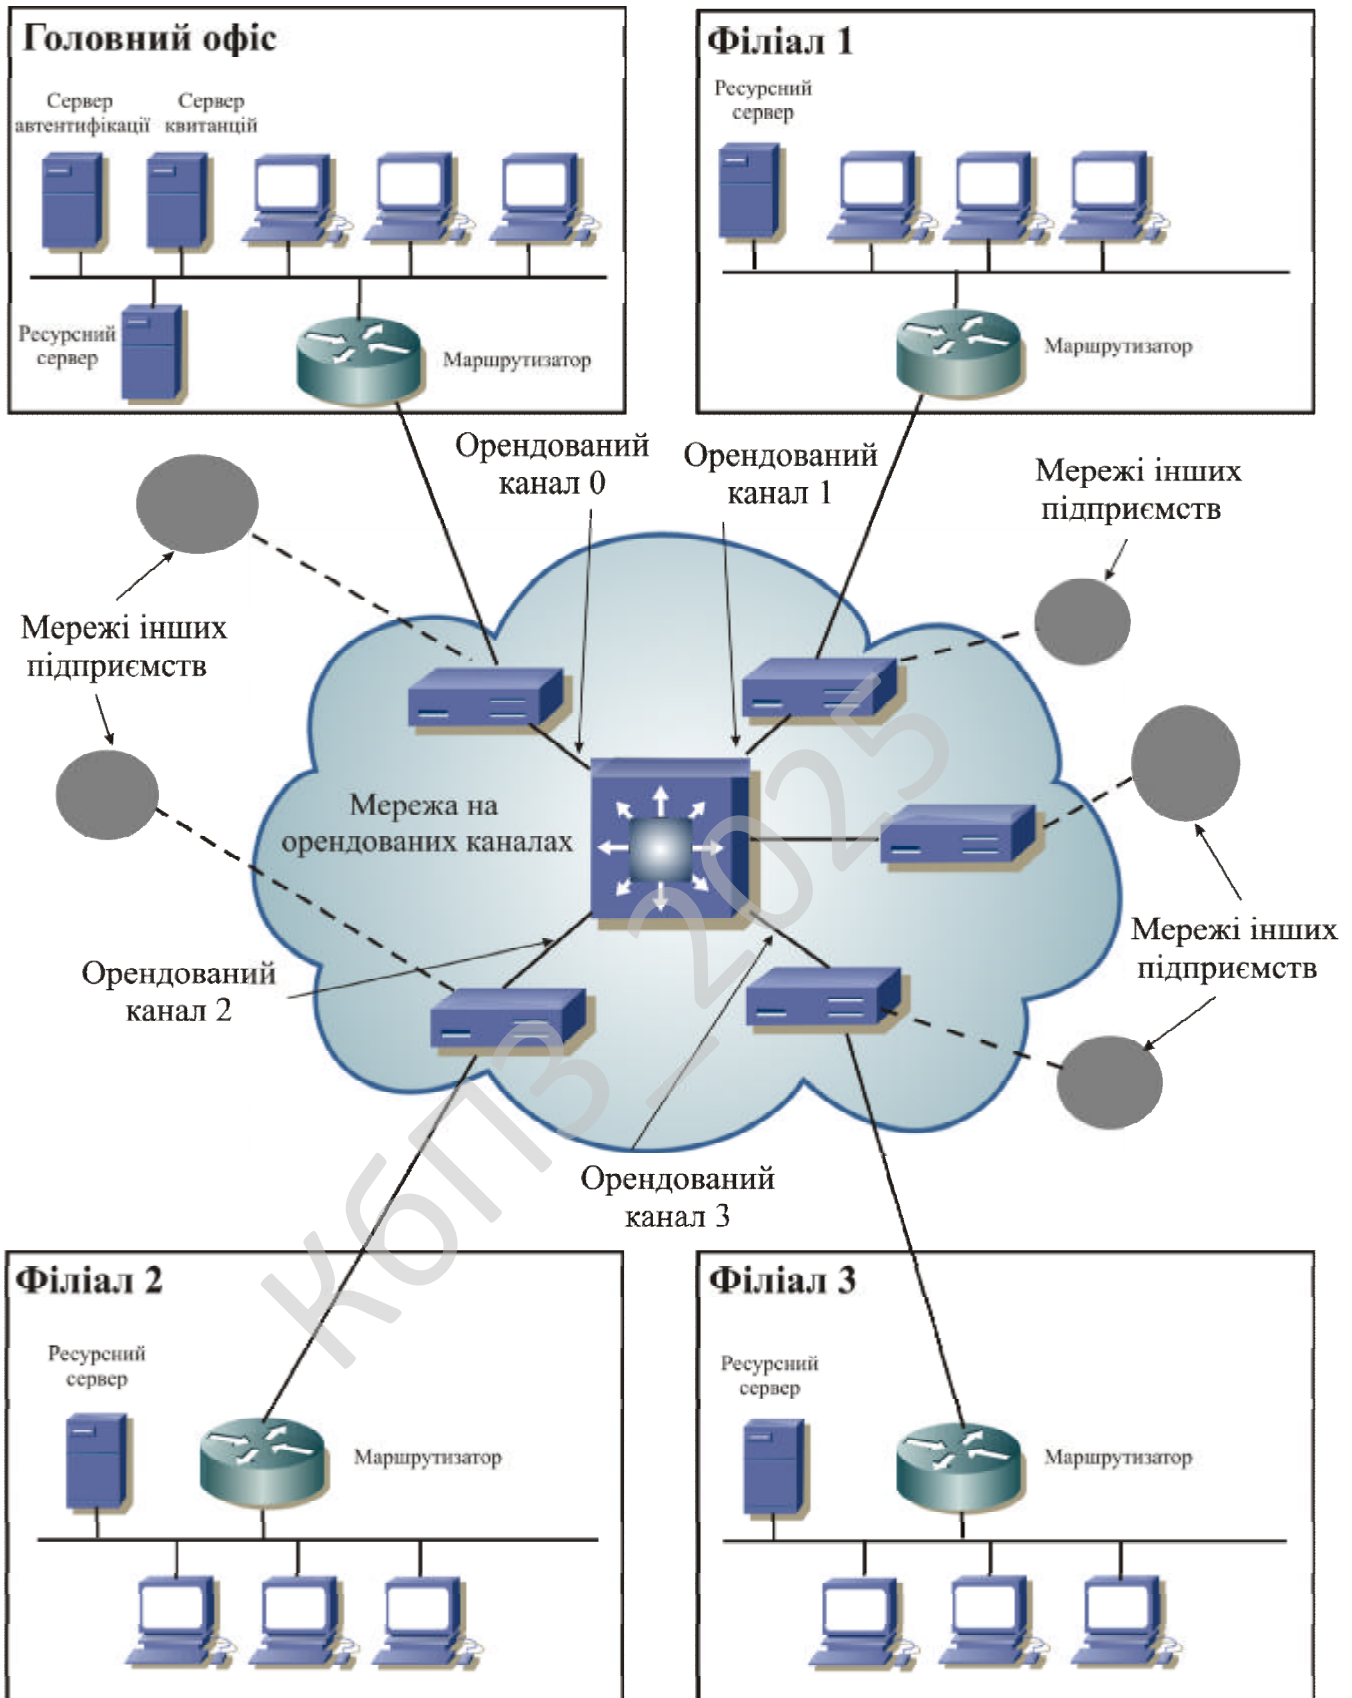 Головний офіс
Сервер
автентифікації
Сервер
квитанцій
Ресурсний
сервер
Маршрутизатор
Філіал 1
Ресурсний
сервер
Маршрутизатор
Орендований
канал 0
Орендований
канал 1
Мережі інших
підприємств
Мережі інших
підприємств
Мережа на
орендованих каналах
Мережі інших
підприємств
Орендований
канал 2
Орендований
канал 3
КбПЗ_2025
Філіал 2
Ресурсний
сервер
Маршрутизатор
Філіал 3
Ресурсний
сервер
Маршрутизатор